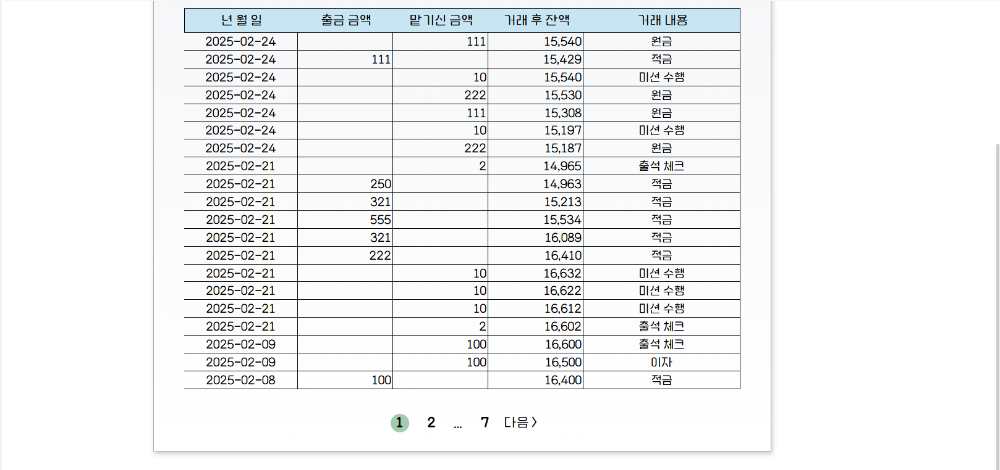 년 월 일 출금 금액 맡기신 금액 거래 후 잔액 거래 내용
2025-02-24 111 15,540 원금
2025-02-24 111 15,429 적금
2025-02-24 10 15,540 미션 수행
2025-02-24 222 15,530 원금
2025-02-24 111 15,308 원금
2025-02-24 10 15,197 미션 수행
2025-02-24 222 15,187 원금
2025-02-21 2 14,965 출석 체크
2025-02-21 250 14,963 적금
2025-02-21 321 15,213 적금
2025-02-21 555 15,534 적금
2025-02-21 321 16,089 적금
2025-02-21 222 16,410 적금
2025-02-21 10 16,632 미션 수행
2025-02-21 10 16,622 미션 수행
2025-02-21 10 16,612 미션 수행
2025-02-21 2 16,602 출석 체크
2025-02-09 100 16,600 출석 체크
2025-02-09 100 16,500 이자
2025-02-08 100 16,400 적금
1 2 ... 7 다음 〉